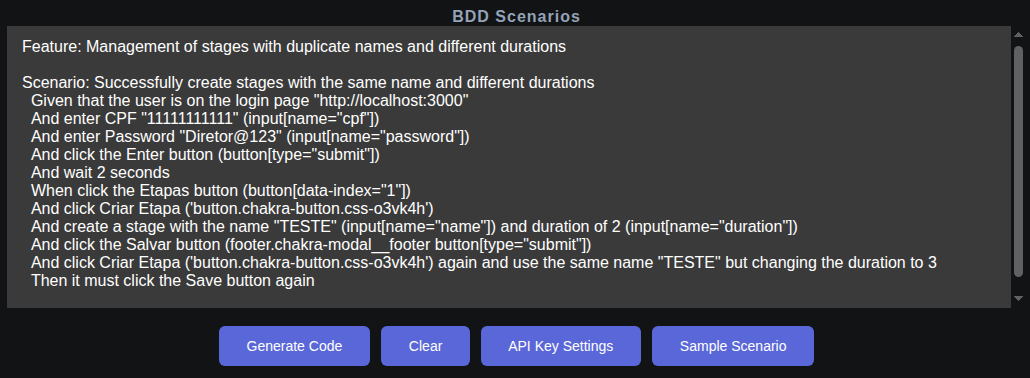 BDD Scenarios
Feature: Management of stages with duplicate names and different durations
Scenario: Successfully create stages with the same name and different durations
Given that the user is on the login page "http://localhost:3000"
And enter CPF "11111111111" (input[name="cpf"])
And enter Password "Diretor@123" (input[name="password"])
And click the Enter button (button[type="submit"])
And wait 2 seconds
When click the Etapas button (button[data-index="1"])
And click Criar Etapa ('button.chakra-button.css-o3vk4h')
And create a stage with the name "TESTE" (input[name="name"]) and duration of 2 (input[name="duration"])
And click the Salvar button (footer.chakra-modal__footer button[type="submit"])
And click Criar Etapa ('button.chakra-button.css-o3vk4h') again and use the same name "TESTE" but changing the duration to 3
Then it must click the Save button again
Generate Code Clear API Key Settings Sample Scenario